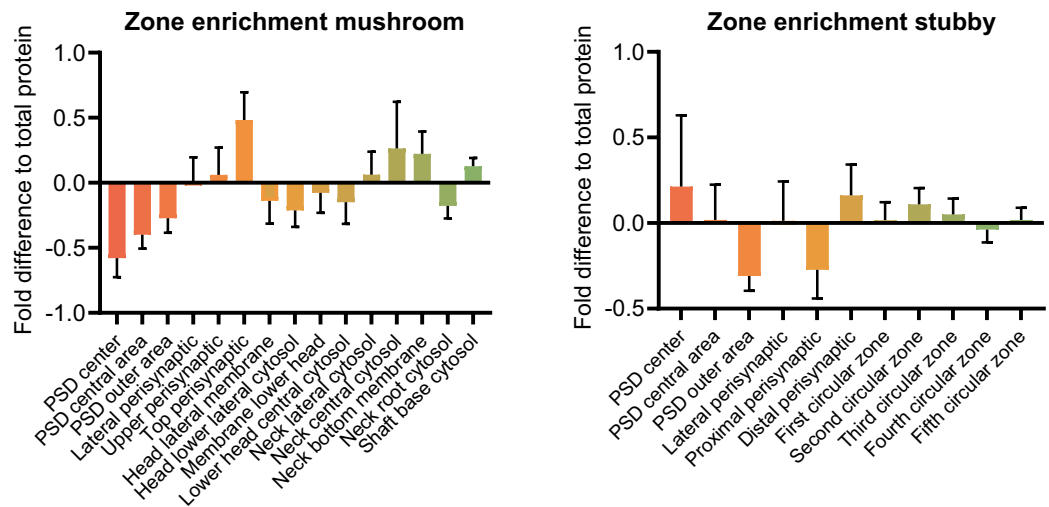 Zone enrichment mushroom
Fold difference to total protein
1.0
0.5
0.0
-0.5
-1.0
PSD center
PSD central area
PSD outer area
Lateral perisynaptic
Upper perisynaptic
Top perisynaptic
Head lateral membrane
Head lower lateral cytosol
Membrane lower head
Lower head central cytosol
Neck lateral cytosol
Neck central cytosol
Neck bottom membrane
Neck root cytosol
Shaft base cytosol
Zone enrichment stubby
Fold difference to total protein
1.0
0.5
0.0
-0.5
PSD center
PSD central area
PSD outer area
Lateral perisynaptic
Proximal perisynaptic
Distal perisynaptic
First circular zone
Second circular zone
Third circular zone
Fourth circular zone
Fifth circular zone